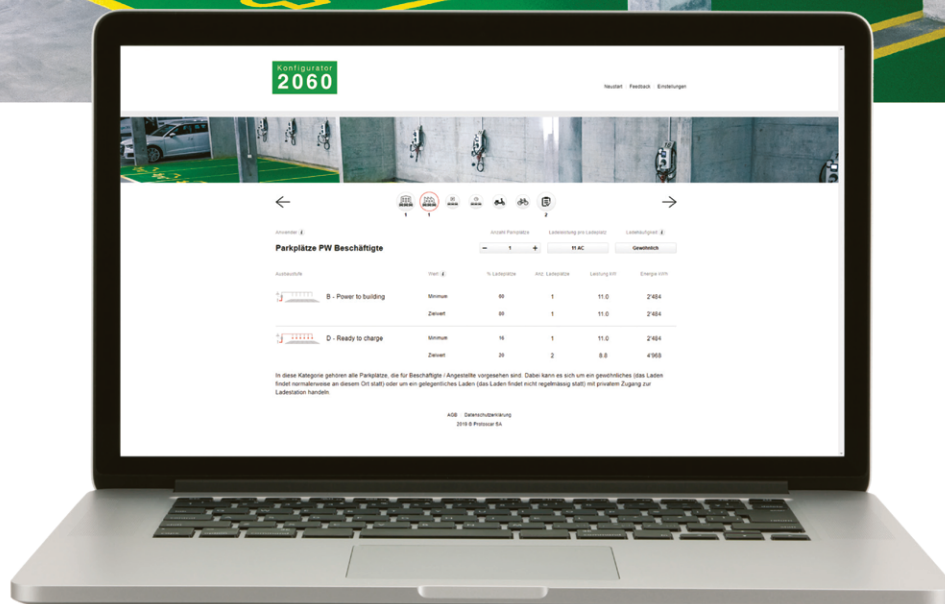 Konfigurator
2060
Neustart Feedback Einstellungen
1 1 2
Anwender Anzahl Parkplätze Ladeleistung pro Ladeplatz Ladehäufigkeit
Parkplätze PW Beschäftigte − 1 + 11 AC Gewöhnlich
Ausbaustufe Wert % Ladeplätze Anz. Ladeplätze Leistung kW Energie kWh
B - Power to building Minimum 80 1 11.0 2'484
Zielwert 80 1 11.0 2'484
D - Ready to charge Minimum 16 1 11.0 2'484
Zielwert 20 2 8.8 4'968
In diese Kategorie gehören alle Parkplätze, die für Beschäftigte / Angestellte vorgesehen sind. Dabei kann es sich um ein gewöhnliches (das Laden
findet normalerweise an diesem Ort statt) oder um ein gelegentliches Laden (das Laden findet nicht regelmässig statt) mit privatem Zugang zur
Ladestation handeln.
AGB Datenschutzerklärung
2019 © Protoscar SA